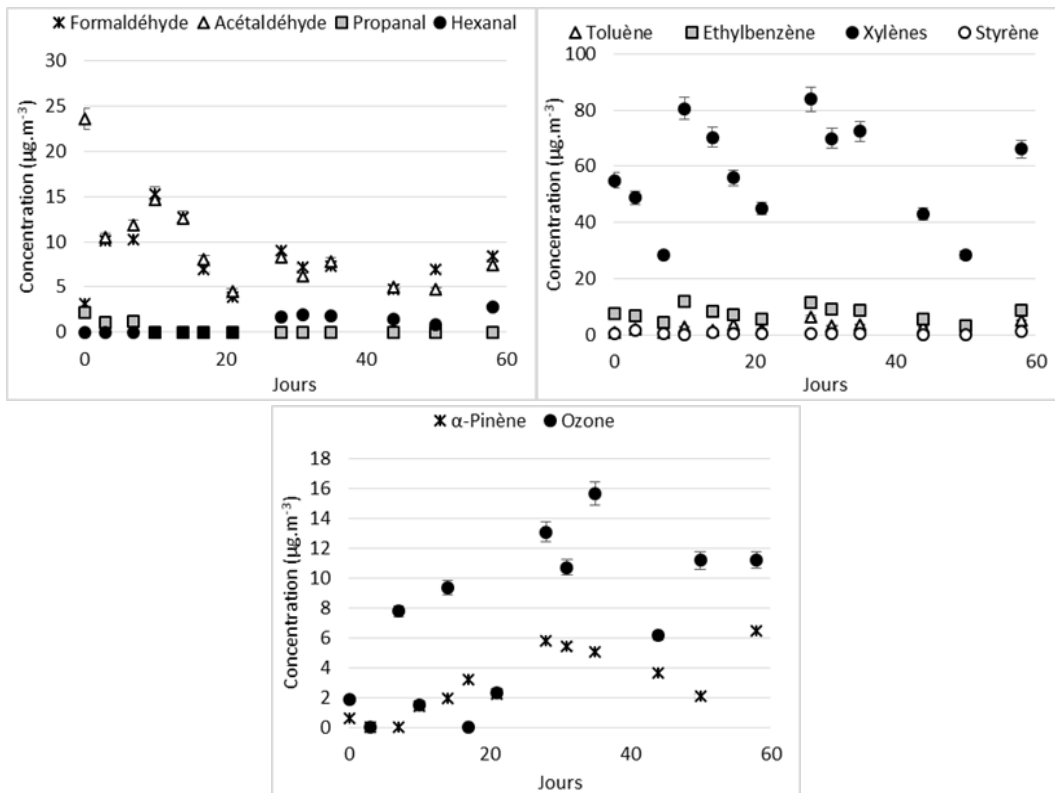 Formaldéhyde Acétaldéhyde Propanal Hexanal
30
25
20
15
10
5
0
Concentration (µg.m⁻³)
0 20 40 60
Jours
Toluène Ethylbenzène Xylènes Styrène
100
80
60
40
20
0
Concentration (µg.m⁻³)
0 20 40 60
Jours
α-Pinène Ozone
18
16
14
12
10
8
6
4
2
0
Concentration (µg.m⁻³)
0 20 40 60
Jours